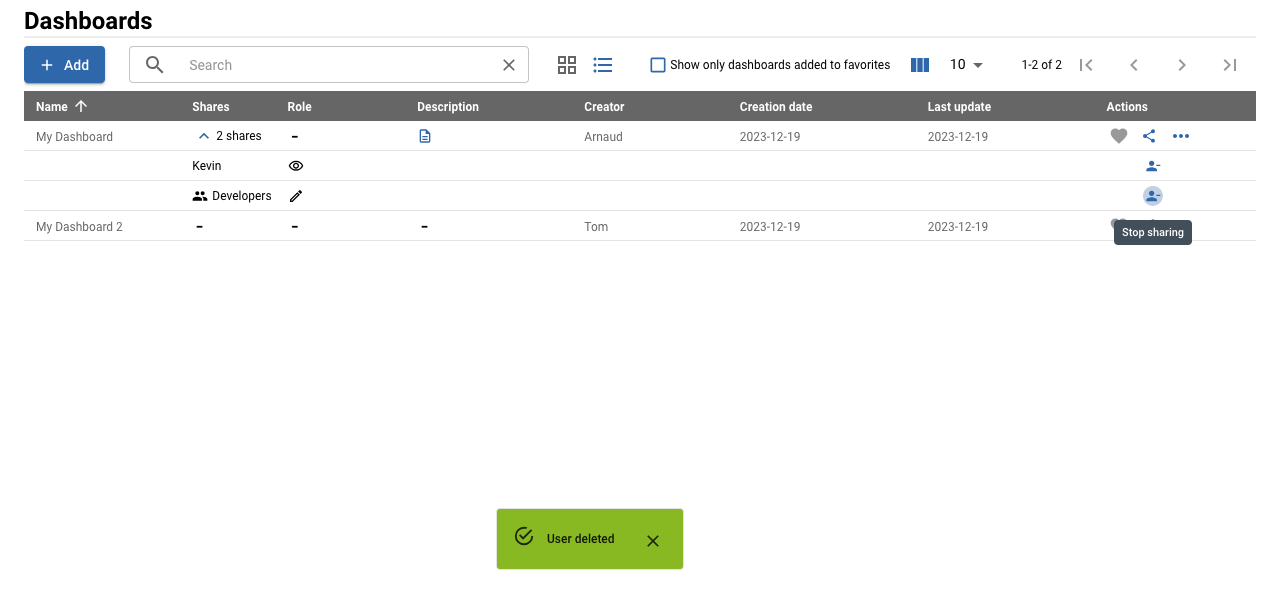 Dashboards
Add Search Show only dashboards added to favorites 10 1-2 of 2
Name Shares Role Description Creator Creation date Last update Actions
My Dashboard 2 shares – Arnaud 2023-12-19 2023-12-19
Kevin
Developers
My Dashboard 2 – – – Tom 2023-12-19 2023-12-19
Stop sharing
User deleted